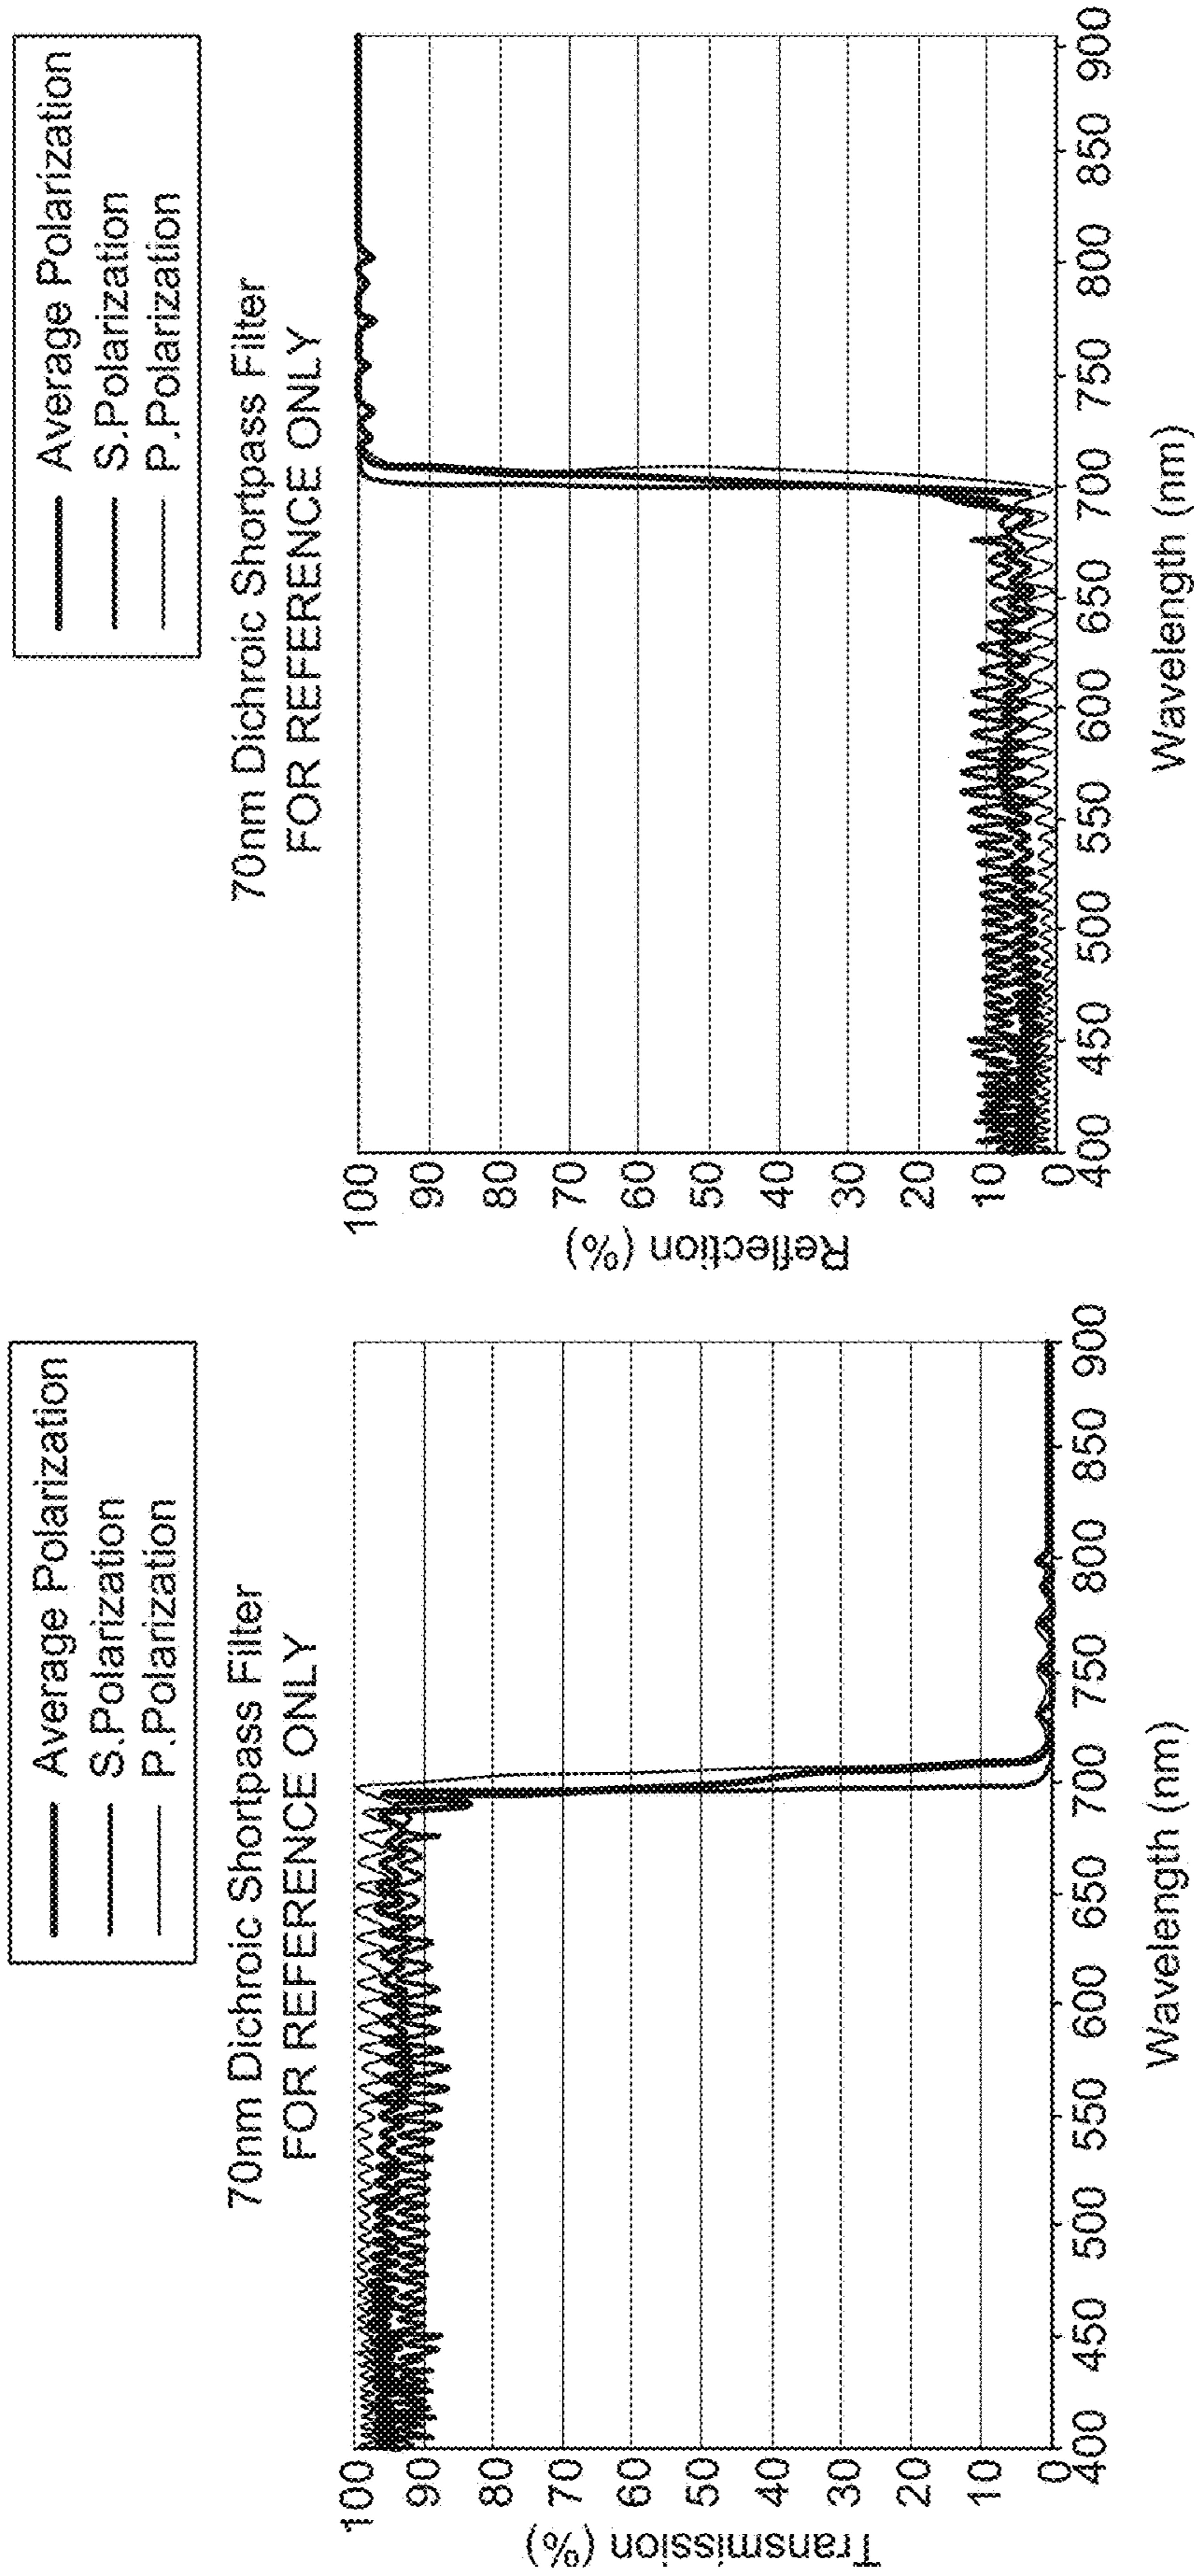 Average Polarization
S.Polarization
P.Polarization
70nm Dichroic Shortpass Filter
FOR REFERENCE ONLY
Transmission (%)
100
90
80
70
60
50
40
30
20
10
0
400 450 500 550 600 650 700 750 800 850 900
Wavelength (nm)
Average Polarization
S.Polarization
P.Polarization
70nm Dichroic Shortpass Filter
FOR REFERENCE ONLY
Reflection (%)
100
90
80
70
60
50
40
30
20
10
0
400 450 500 550 600 650 700 750 800 850 900
Wavelength (nm)